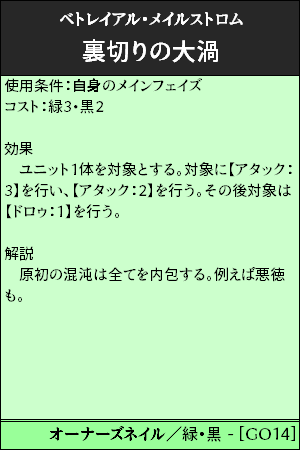 ベトレイアル・メイルストロム
裏切りの大渦
使用条件：自身のメインフェイズ
コスト：緑3・黒2
効果
　ユニット1体を対象とする。対象に【アタック：
3】を行い、【アタック：2】を行う。その後対象は
【ドロゥ：1】を行う。
解説
　原初の混沌は全てを内包する。例えば悪徳
も。
オーナーズネイル／緑・黒 - [GO14]